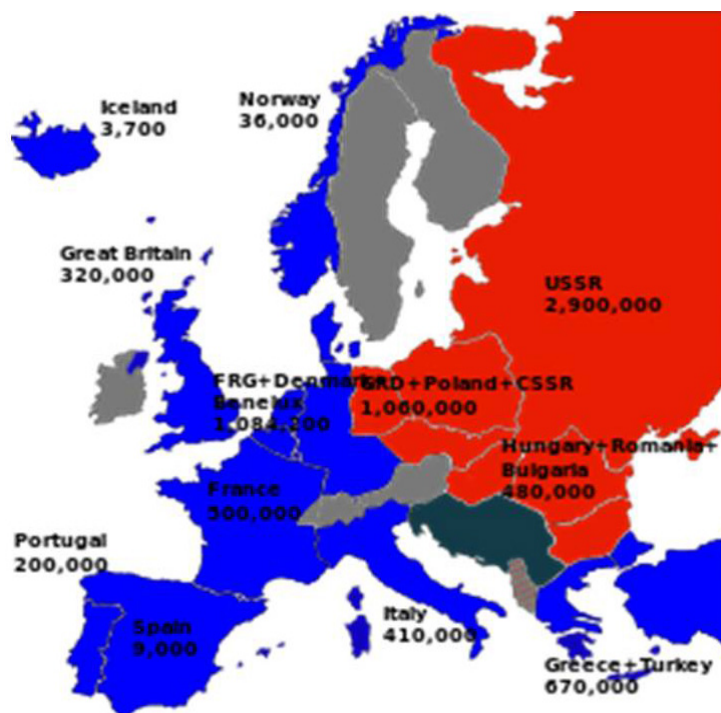 Iceland
3,700
Norway
36,000
Great Britain
320,000
USSR
2,900,000
FRG+Denmark+
Benelux
1,084,200
GRD+Poland+CSSR
1,060,000
Hungary+Romania+
Bulgaria
480,000
France
500,000
Portugal
200,000
Spain
9,000
Italy
410,000
Greece+Turkey
670,000